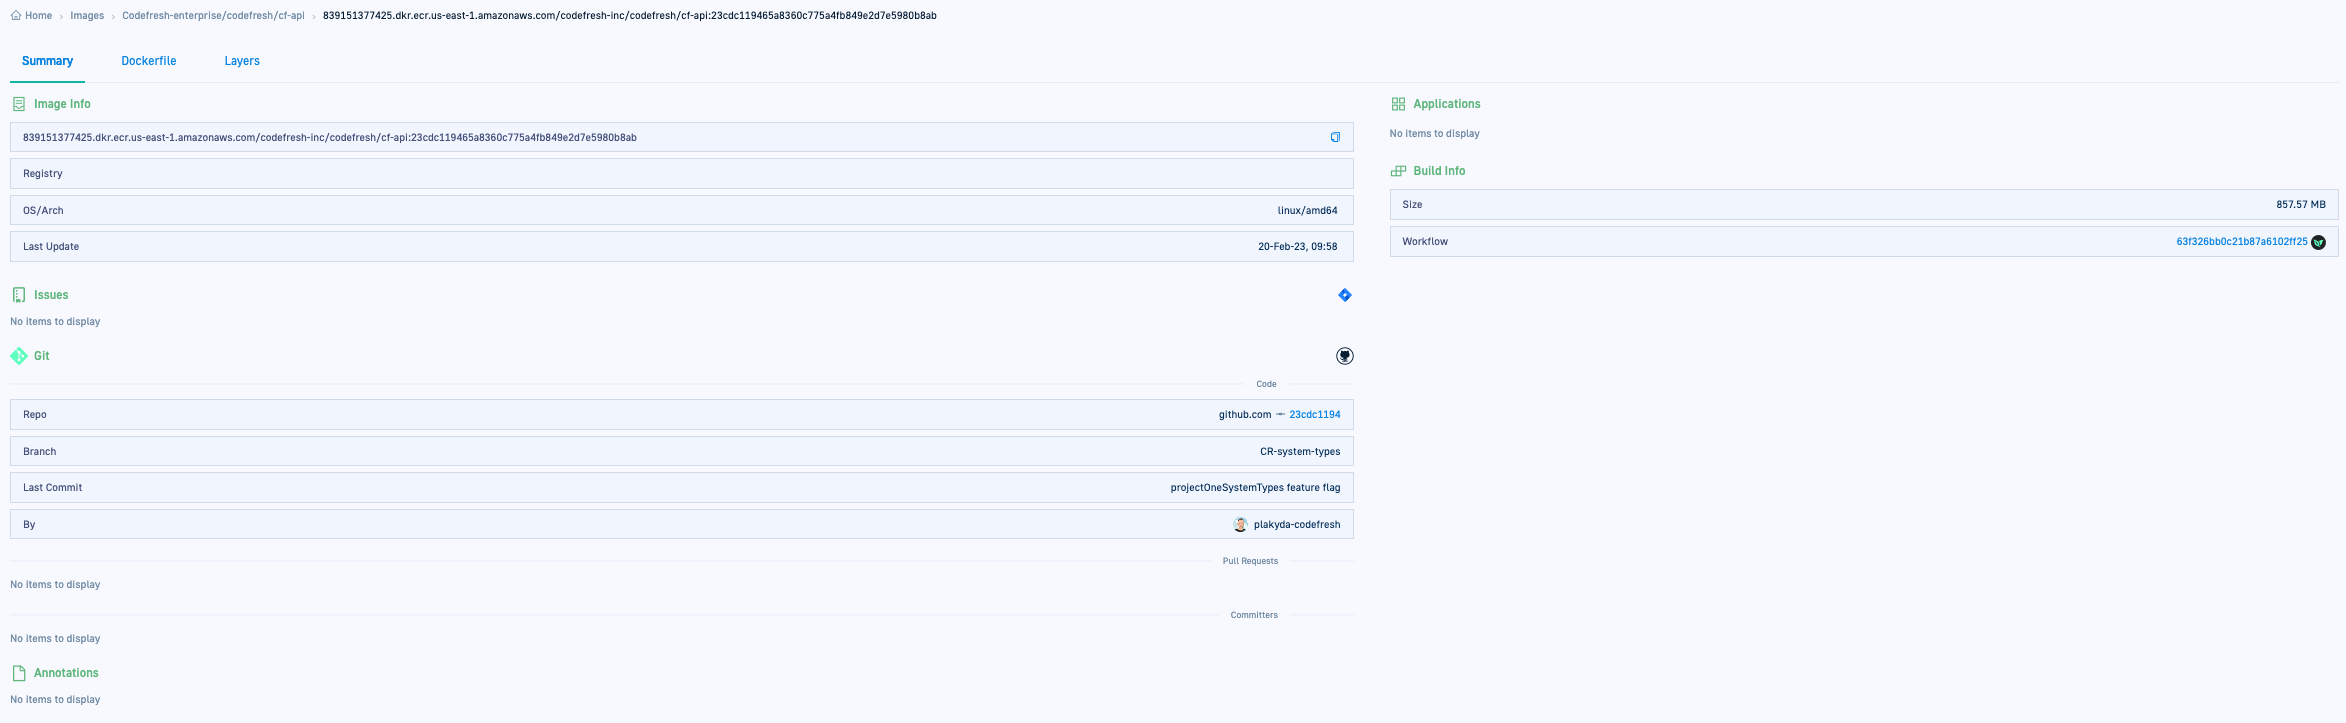 Home › Images › Codefresh-enterprise/codefresh/cf-api › 839151377425.dkr.ecr.us-east-1.amazonaws.com/codefresh-inc/codefresh/cf-api:23cdc119465a8360c775a4fb849e2d7e5980b8ab
Summary Dockerfile Layers
Image Info
839151377425.dkr.ecr.us-east-1.amazonaws.com/codefresh-inc/codefresh/cf-api:23cdc119465a8360c775a4fb849e2d7e5980b8ab
Registry
OS/Arch linux/amd64
Last Update 20-Feb-23, 09:58
Issues
No items to display
Git
Code
Repo github.com 23cdc1194
Branch CR-system-types
Last Commit projectOneSystemTypes feature flag
By plakyda-codefresh
Pull Requests
No items to display
Committers
No items to display
Annotations
No items to display
Applications
No items to display
Build Info
Size 857.57 MB
Workflow 63f326bb0c21b87a6102ff25